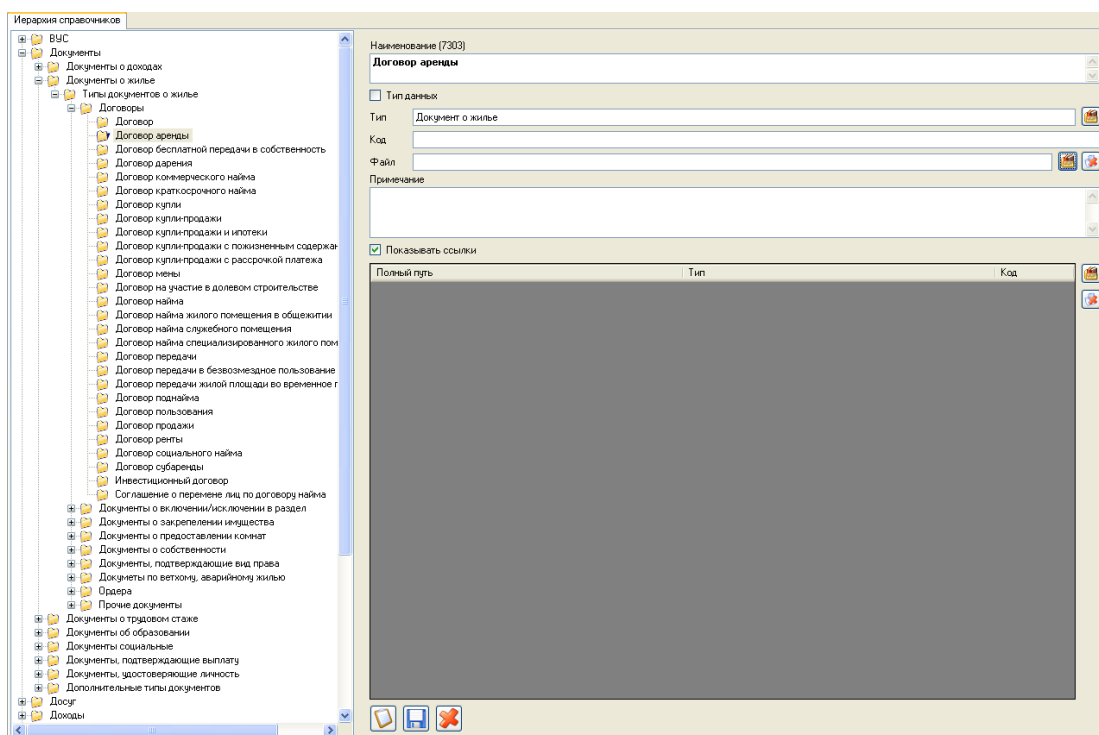 Иерархия справочников
ВУС
Документы
Документы о доходах
Документы о жилье
Типы документов о жилье
Договоры
Договор
Договор аренды
Договор бесплатной передачи в собственность
Договор дарения
Договор коммерческого найма
Договор краткосрочного найма
Договор купли
Договор купли-продажи
Договор купли-продажи и ипотеки
Договор купли-продажи с пожизненным содержан
Договор купли-продажи с рассрочкой платежа
Договор мены
Договор на участие в долевом строительстве
Договор найма
Договор найма жилого помещения в общежитии
Договор найма служебного помещения
Договор найма специализированного жилого пом
Договор передачи
Договор передачи в безвозмездное пользование
Договор передачи жилой площади во временное г
Договор поднайма
Договор пользования
Договор продажи
Договор ренты
Договор социального найма
Договор субаренды
Инвестиционный договор
Соглашение о перемене лиц по договору найма
Документы о включении/исключении в раздел
Документы о закрепелении имущества
Документы о предоставлении комнат
Документы о собственности
Документы, подтверждающие вид права
Докуметы по ветхому, аварийному жилью
Ордера
Прочие документы
Документы о трудовом стаже
Документы об образовании
Документы социальные
Документы, подтверждающие выплату
Документы, удостоверяющие личность
Дополнительные типы документов
Досуг
Доходы
Наименование (7303)
Договор аренды
Тип данных
Тип Документ о жилье
Код
Файл
Примечание
Показывать ссылки
Полный путь Тип Код